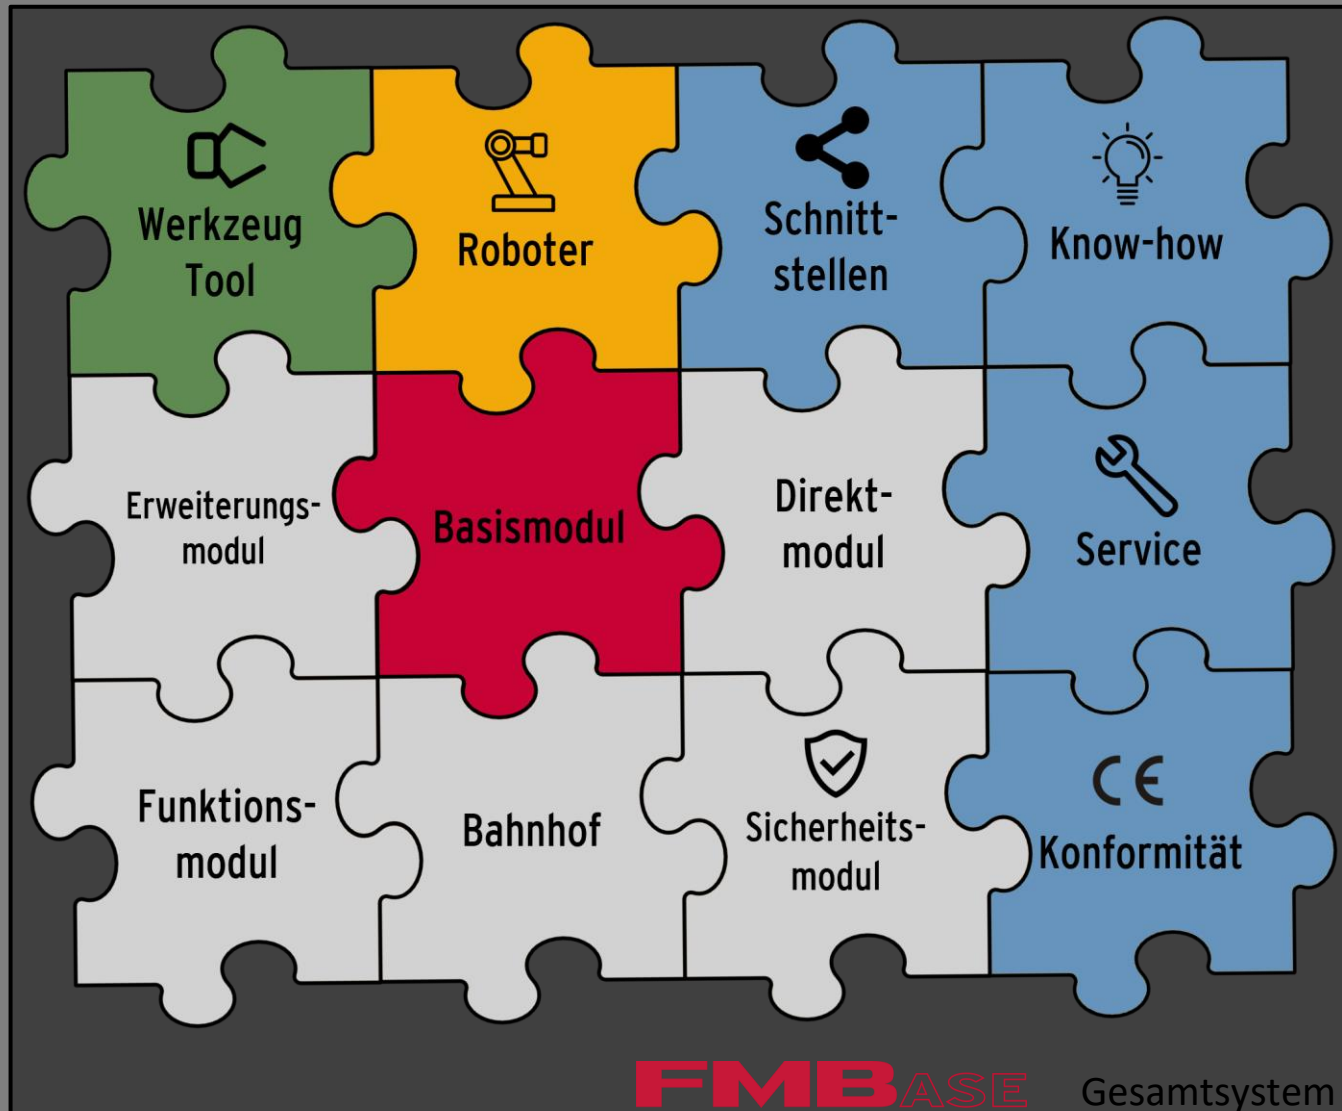 Werkzeug
Tool
Roboter
Schnitt-
stellen
Know-how
Erweiterungs-
modul
Basismodul
Direkt-
modul
Service
Funktions-
modul
Bahnhof
Sicherheits-
modul
CE
Konformität
FMBASE Gesamtsystem